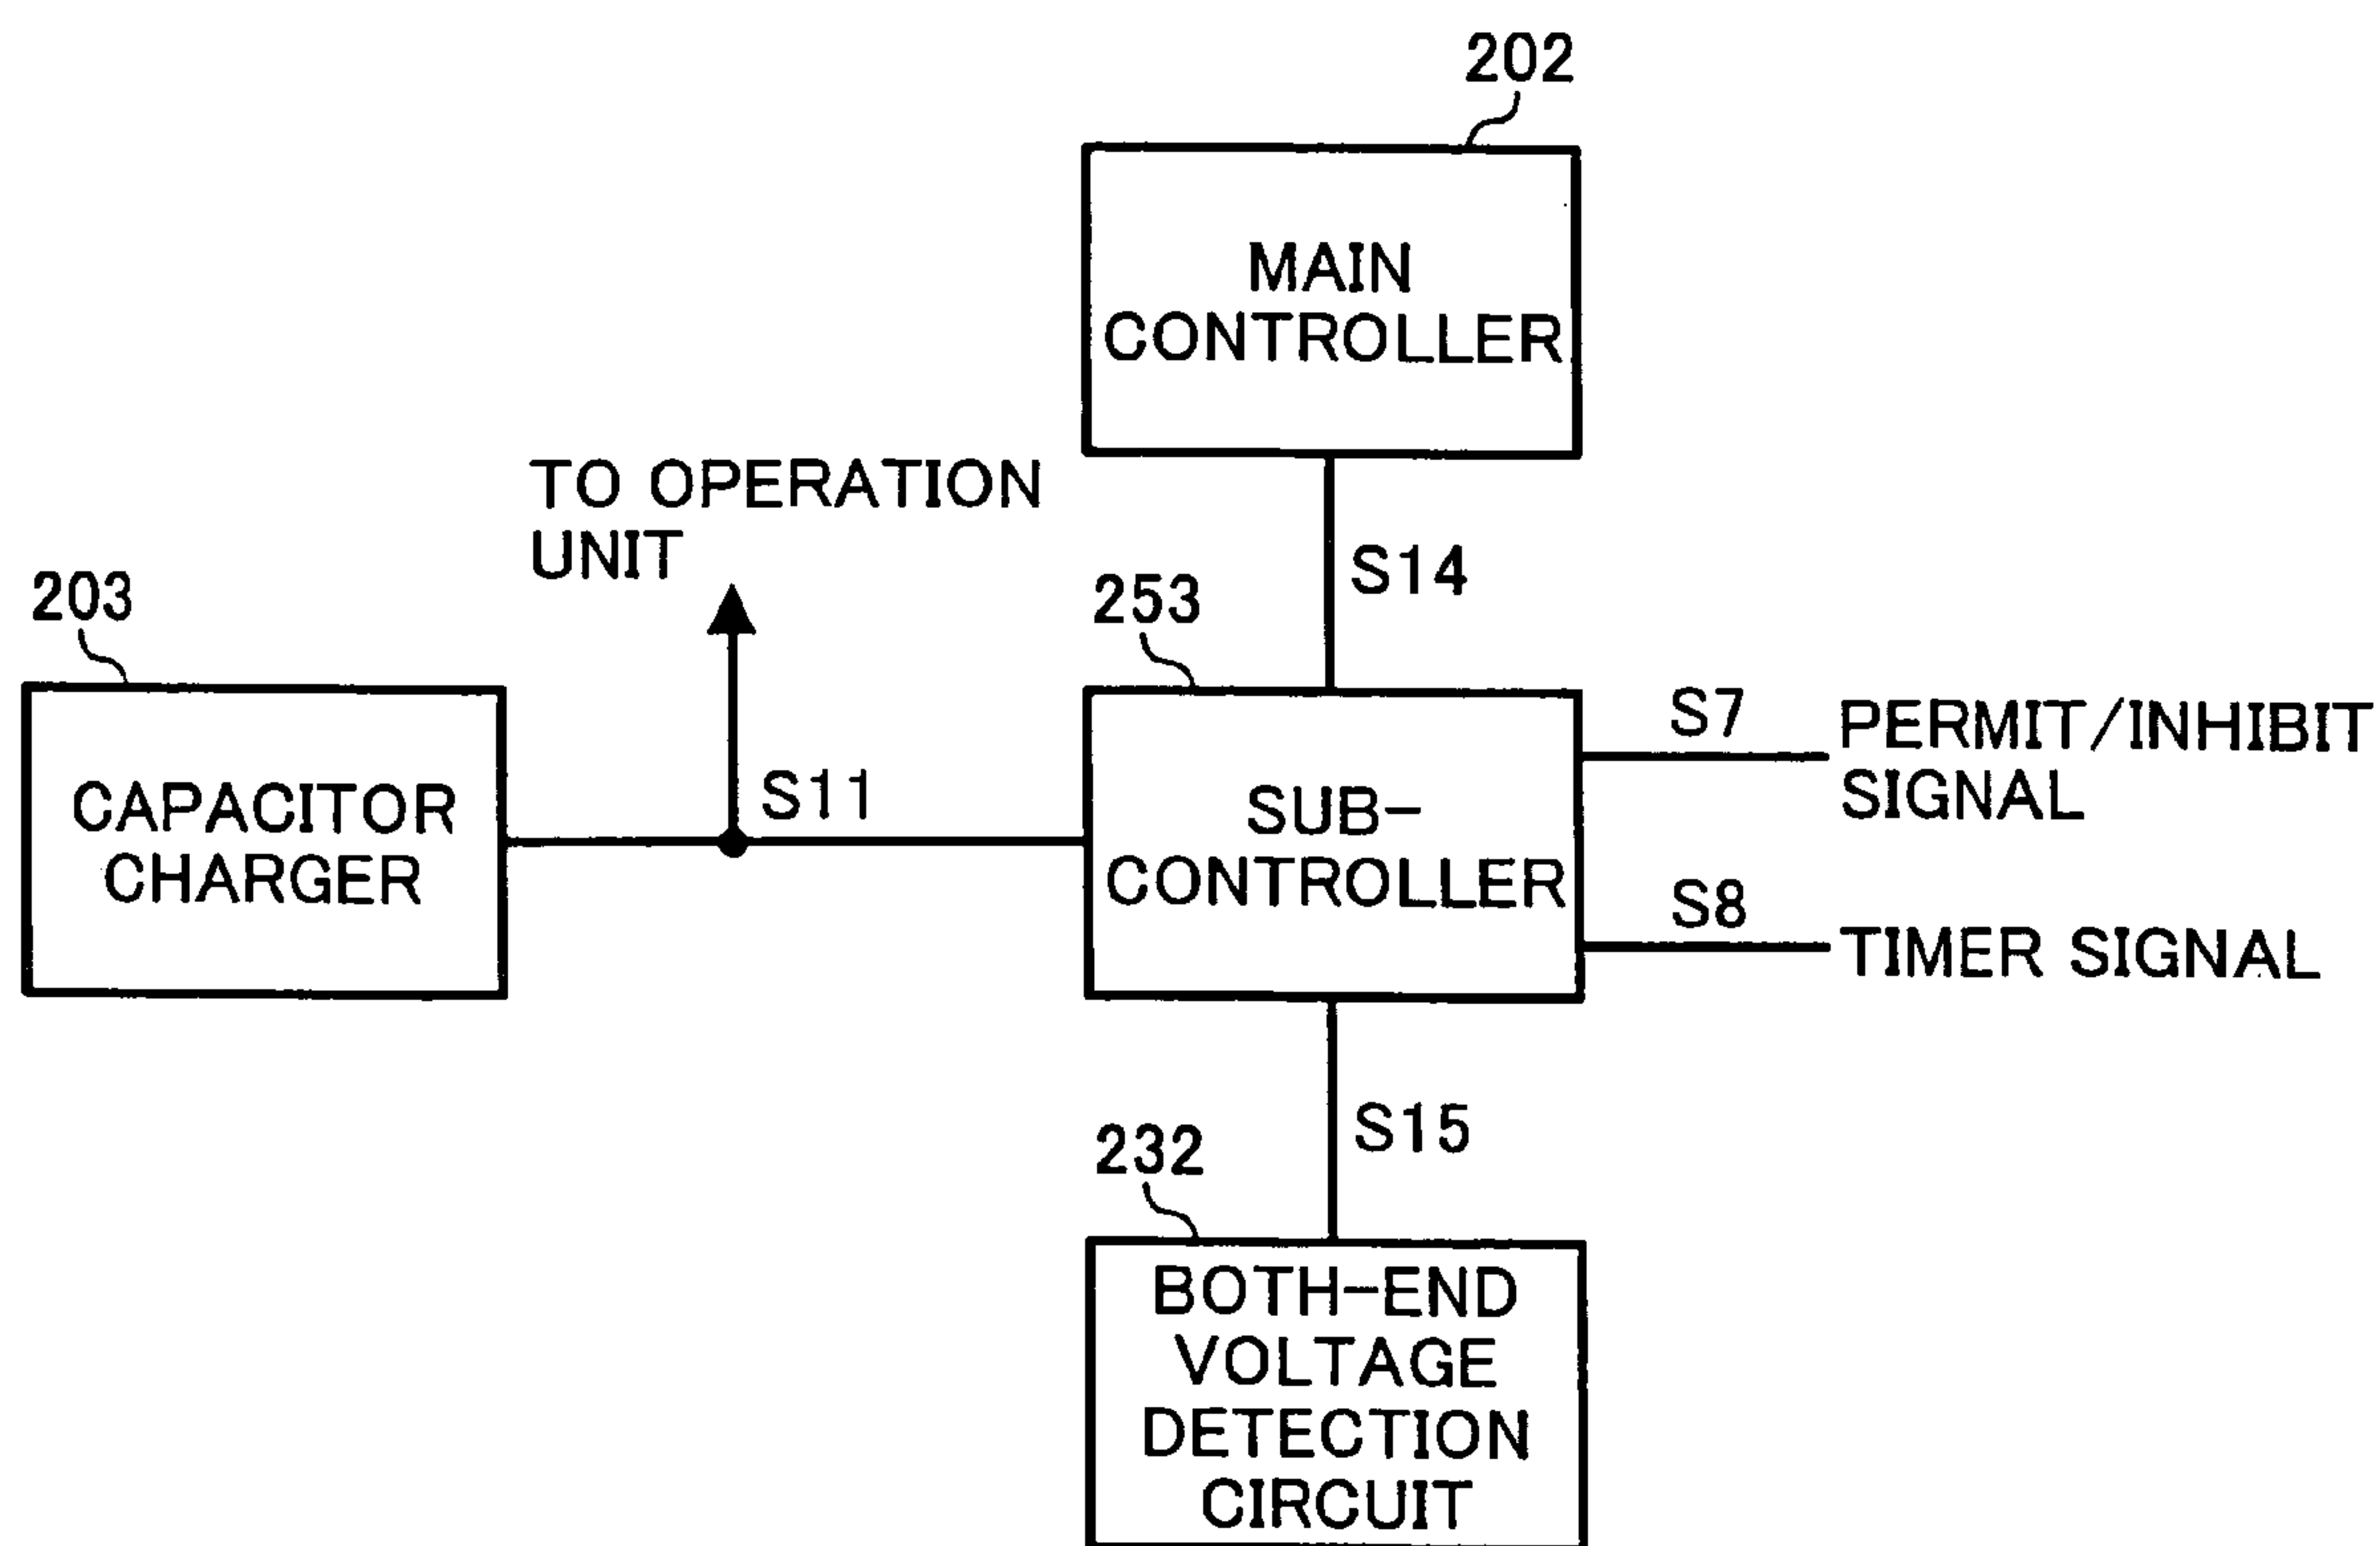 202
MAIN
CONTROLLER
TO OPERATION
UNIT
S14
203
253
S7
PERMIT/INHIBIT
SIGNAL
CAPACITOR
CHARGER
S11
SUB-
CONTROLLER
S8
TIMER SIGNAL
S15
232
BOTH-END
VOLTAGE
DETECTION
CIRCUIT